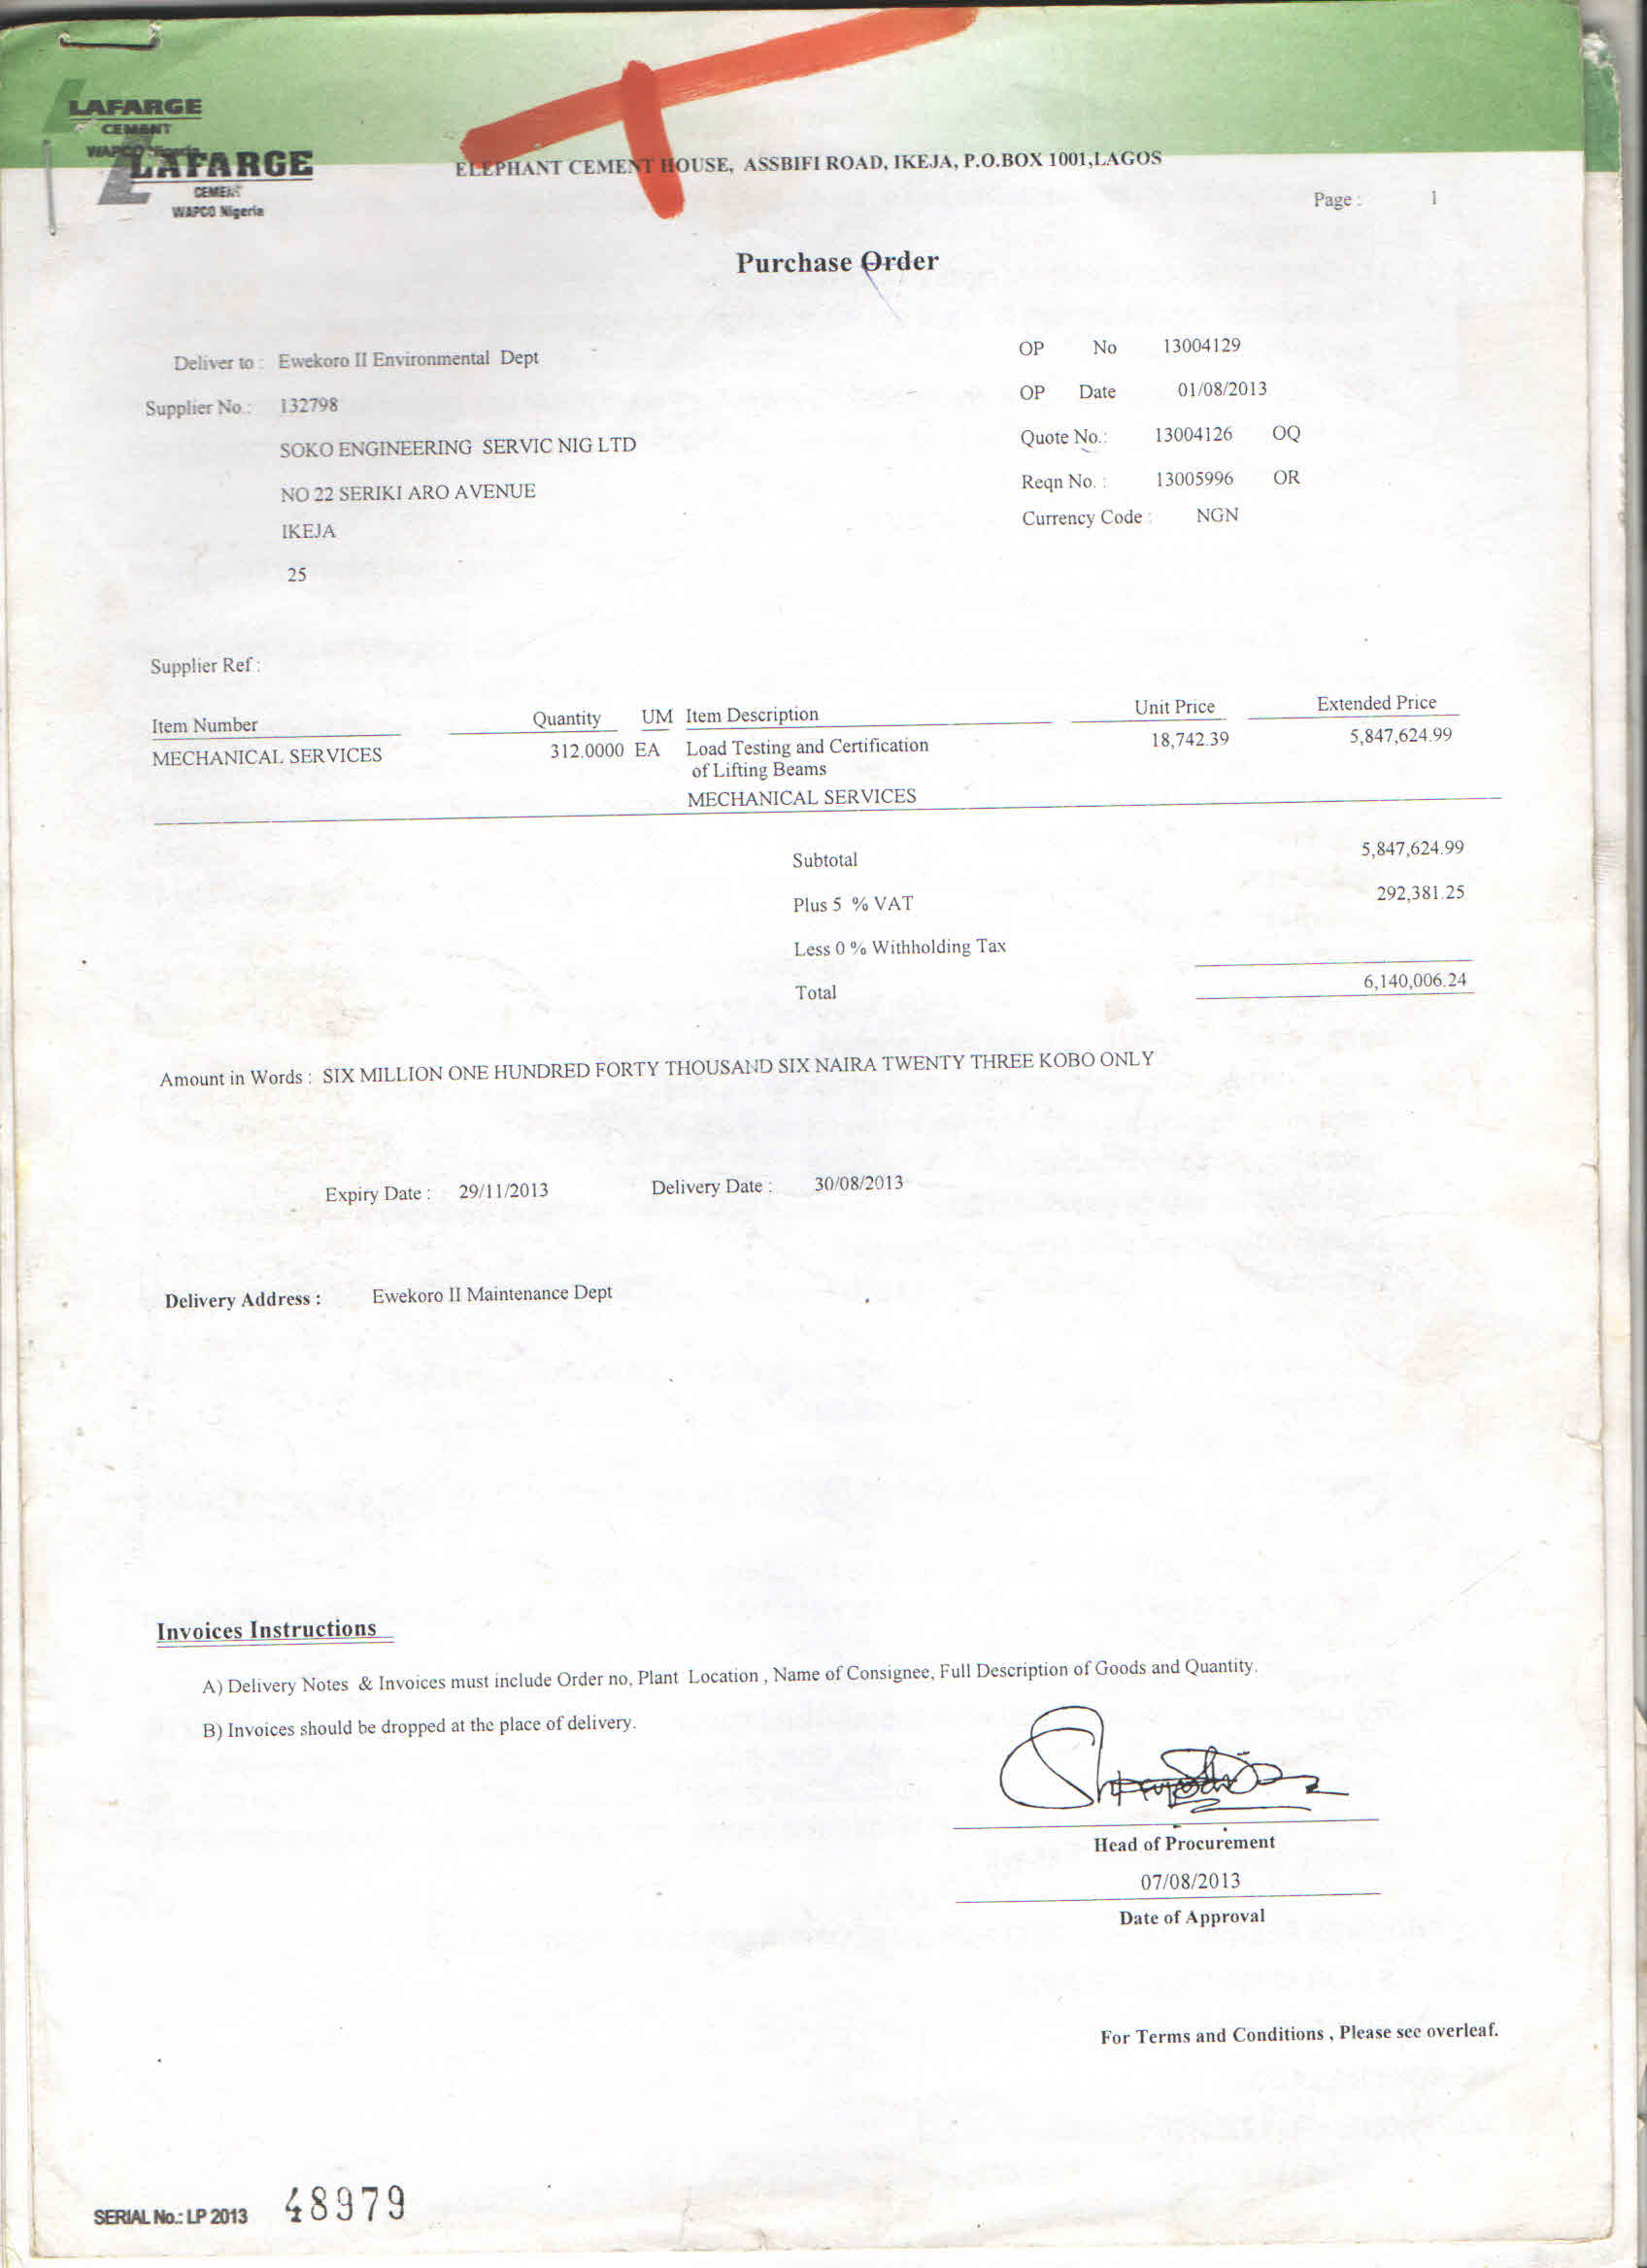 LAFARGE
CEMENT
WAPCO Nigeria
LAFARGE
CEMENT
WAPCO Nigeria
ELEPHANT CEMENT HOUSE, ASSBIFI ROAD, IKEJA, P.O.BOX 1001,LAGOS
Page : 1
Purchase Order
Deliver to : Ewekoro II Environmental Dept
OP No 13004129
OP Date 01/08/2013
Supplier No.: 132798
SOKO ENGINEERING SERVIC NIG LTD
Quote No.: 13004126 OQ
NO 22 SERIKI ARO AVENUE
Reqn No. : 13005996 OR
IKEJA
Currency Code : NGN
25
Supplier Ref :
Item Number Quantity UM Item Description Unit Price Extended Price
MECHANICAL SERVICES 312.0000 EA Load Testing and Certification 18,742.39 5,847,624.99
of Lifting Beams
MECHANICAL SERVICES
Subtotal 5,847,624.99
Plus 5 % VAT 292,381.25
Less 0 % Withholding Tax
Total 6,140,006.24
Amount in Words : SIX MILLION ONE HUNDRED FORTY THOUSAND SIX NAIRA TWENTY THREE KOBO ONLY
Expiry Date : 29/11/2013 Delivery Date : 30/08/2013
Delivery Address : Ewekoro II Maintenance Dept
Invoices Instructions
A) Delivery Notes & Invoices must include Order no, Plant Location , Name of Consignee, Full Description of Goods and Quantity.
B) Invoices should be dropped at the place of delivery.
Head of Procurement
07/08/2013
Date of Approval
For Terms and Conditions , Please see overleaf.
SERIAL No.: LP 2013 48979